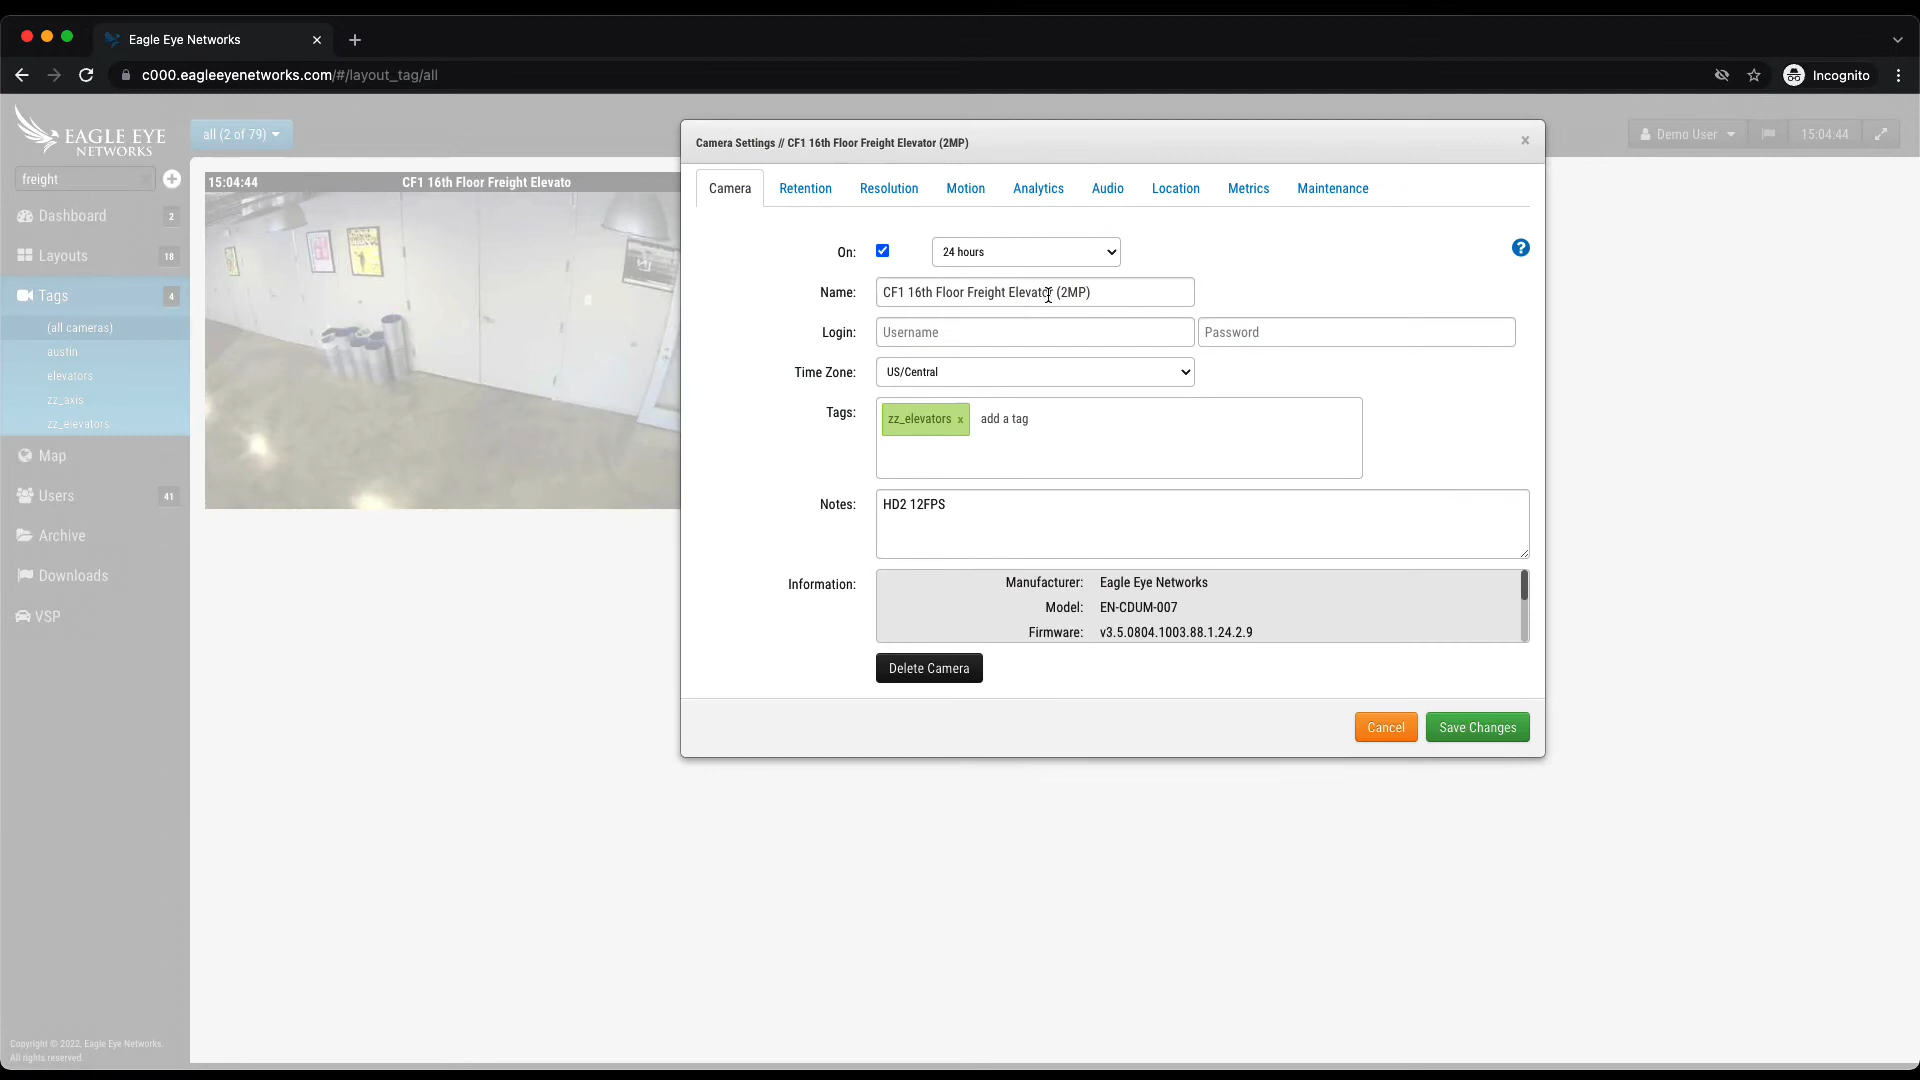 Eagle Eye Networks
c000.eagleeyenetworks.com/#/layout_tag/all
Incognito
EAGLE EYE
NETWORKS
all (2 of 79)
Demo User
15:04:44
freight
Dashboard 2
Layouts 18
Tags 4
(all cameras)
austin
elevators
zz_axis
zz_elevators
Map
Users 41
Archive
Downloads
VSP
Copyright © 2022, Eagle Eye Networks.
All rights reserved.
15:04:44 CF1 16th Floor Freight Elevato
Camera Settings // CF1 16th Floor Freight Elevator (2MP)
×
Camera Retention Resolution Motion Analytics Audio Location Metrics Maintenance
On: 24 hours
?
Name: CF1 16th Floor Freight Elevator (2MP)
Login: Username Password
Time Zone: US/Central
Tags: zz_elevators x add a tag
Notes: HD2 12FPS
Information: Manufacturer: Eagle Eye Networks
Model: EN-CDUM-007
Firmware: v3.5.0804.1003.88.1.24.2.9
Delete Camera
Cancel Save Changes